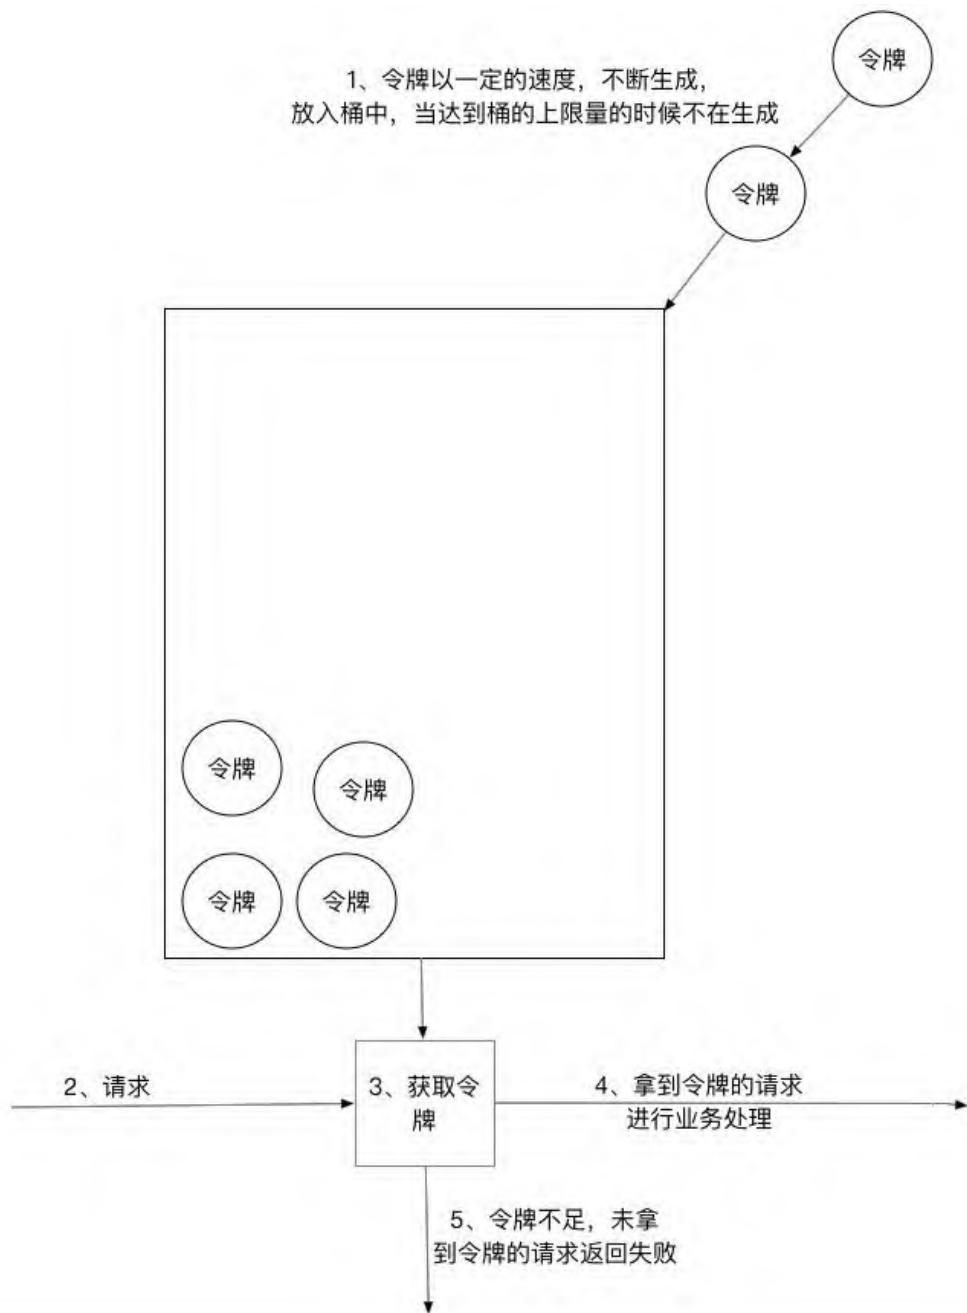 令牌
1、令牌以一定的速度，不断生成，
放入桶中，当达到桶的上限量的时候不在生成
令牌
令牌
令牌
令牌
令牌
2、请求
3、获取令
牌
4、拿到令牌的请求
进行业务处理
5、令牌不足，未拿
到令牌的请求返回失败